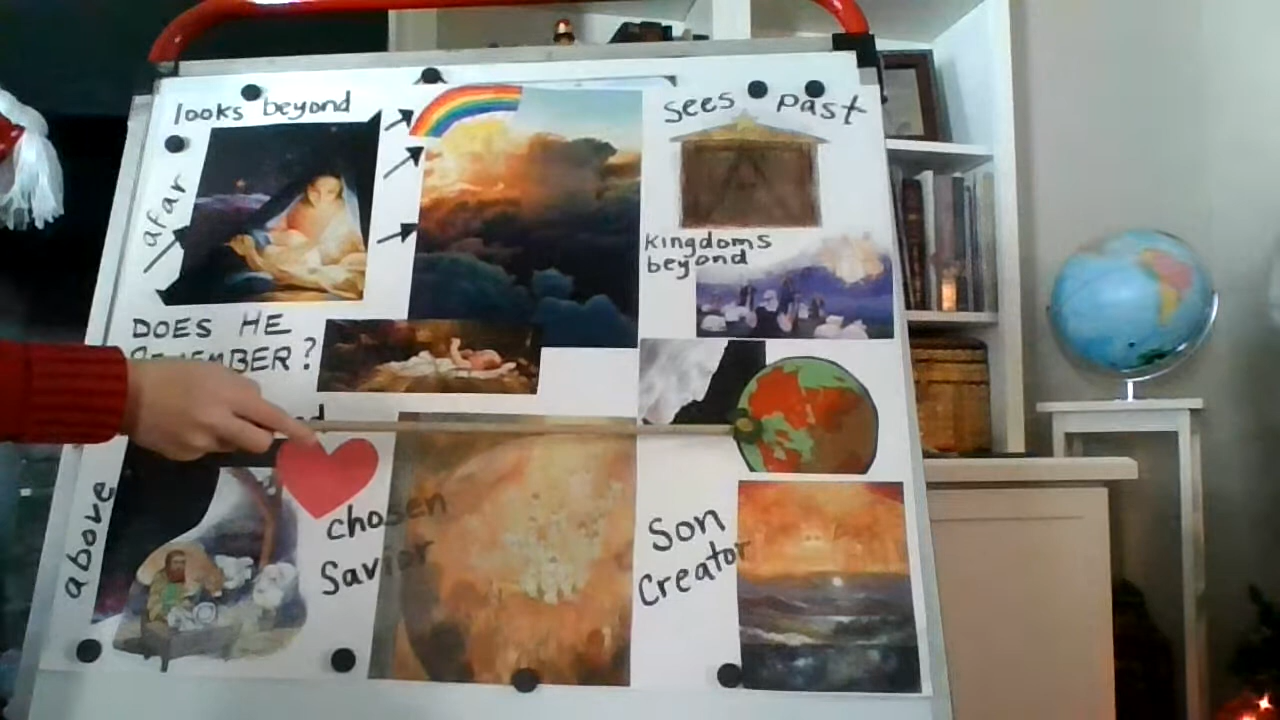 looks beyond
sees past
afar
kingdoms
beyond
DOES HE
REMEMBER?
above
chosen
Savior
Son
Creator